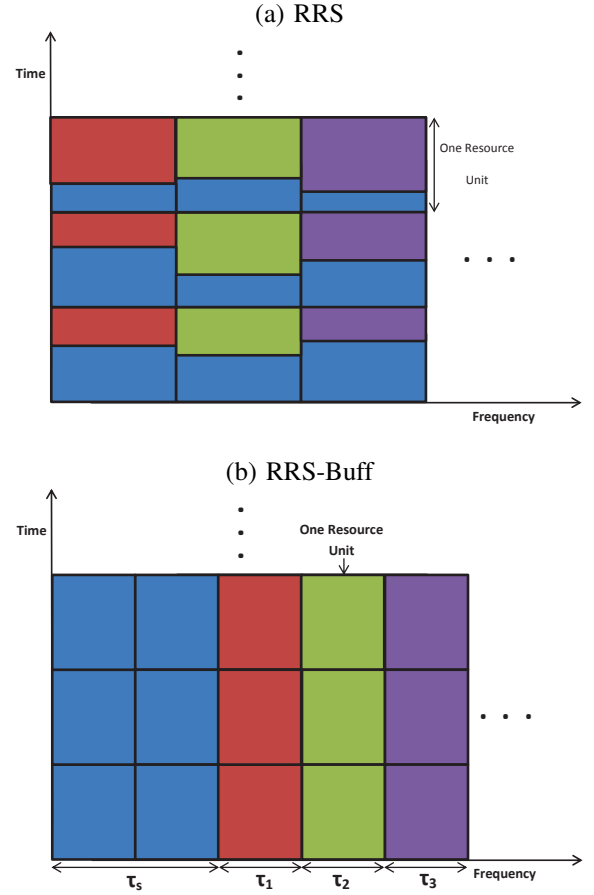 (a) RRS
Time
One Resource
Unit
Frequency
(b) RRS-Buff
Time
One Resource
Unit
τs
τ1
τ2
τ3
Frequency